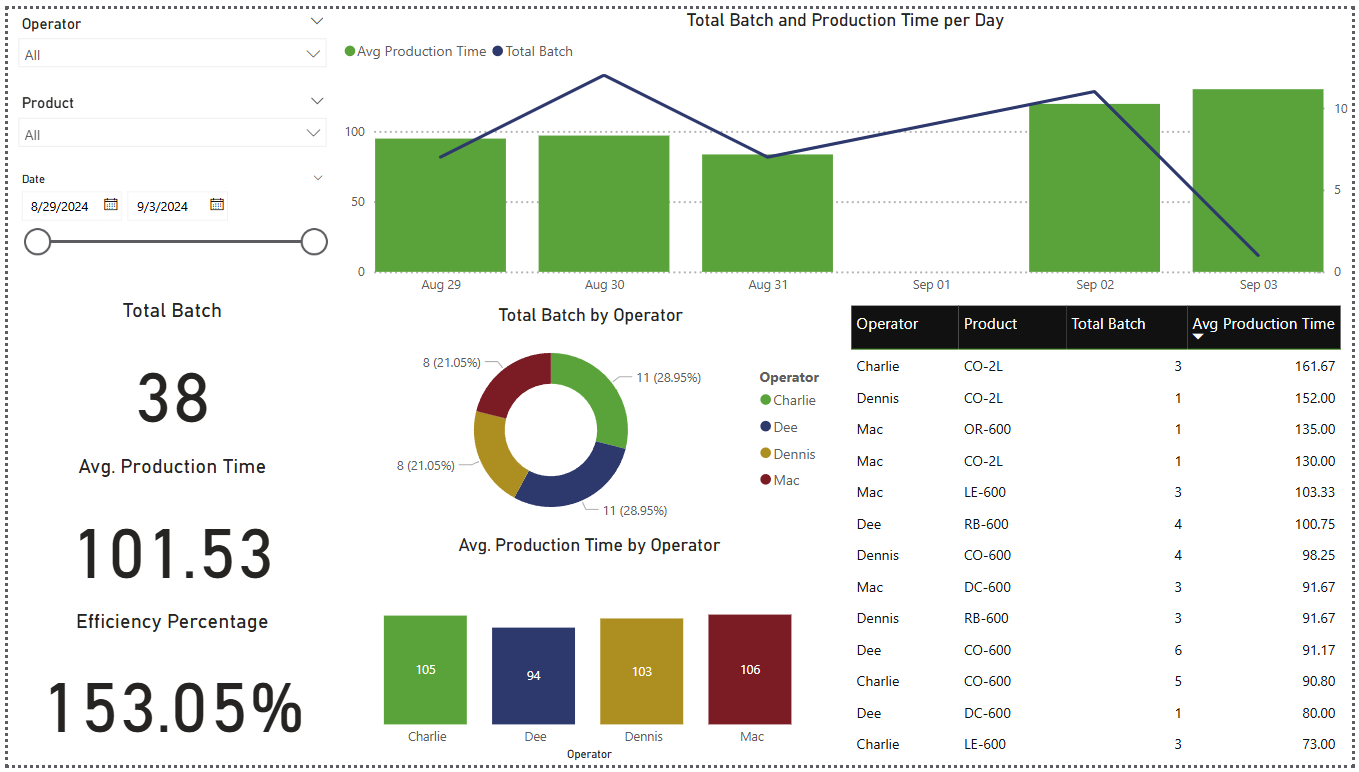 Operator
All
Product
All
Date
8/29/2024 9/3/2024
Total Batch
38
Avg. Production Time
101.53
Efficiency Percentage
153.05%
Total Batch and Production Time per Day
Avg Production Time Total Batch
100
50
0
10
5
0
Aug 29 Aug 30 Aug 31 Sep 01 Sep 02 Sep 03
Total Batch by Operator
8 (21.05%)
11 (28.95%)
8 (21.05%)
11 (28.95%)
Operator
Charlie
Dee
Dennis
Mac
Avg. Production Time by Operator
105 94 103 106
Charlie Dee Dennis Mac
Operator
Operator Product Total Batch Avg Production Time
Charlie CO-2L 3 161.67
Dennis CO-2L 1 152.00
Mac OR-600 1 135.00
Mac CO-2L 1 130.00
Mac LE-600 3 103.33
Dee RB-600 4 100.75
Dennis CO-600 4 98.25
Mac DC-600 3 91.67
Dennis RB-600 3 91.67
Dee CO-600 6 91.17
Charlie CO-600 5 90.80
Dee DC-600 1 80.00
Charlie LE-600 3 73.00